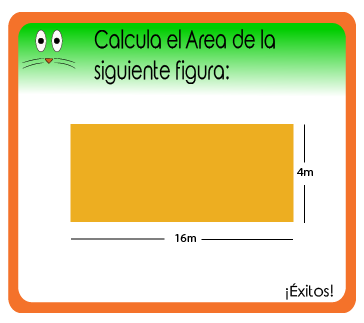 Calcula el Area de la
siguiente figura:
4m
16m
¡Éxitos!